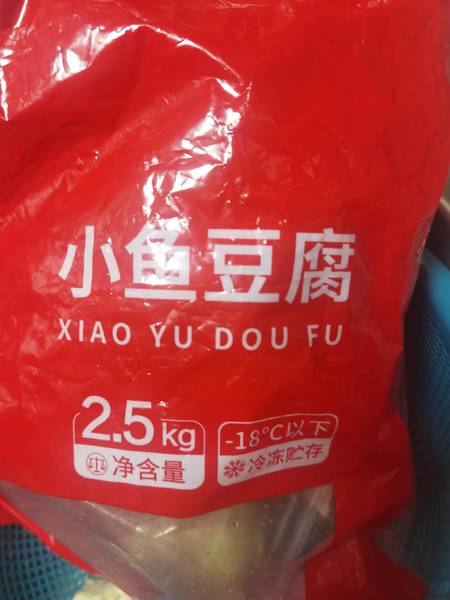 小鱼豆腐
XIAO YU DOU FU
2.5kg
净含量
-18°C以下
冷冻贮存